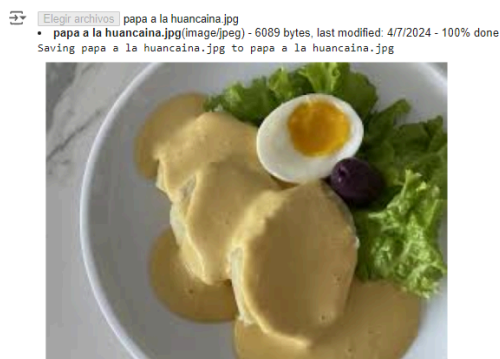 Elegir archivos papa a la huancaina.jpg
• papa a la huancaina.jpg(image/jpeg) - 6089 bytes, last modified: 4/7/2024 - 100% done
Saving papa a la huancaina.jpg to papa a la huancaina.jpg